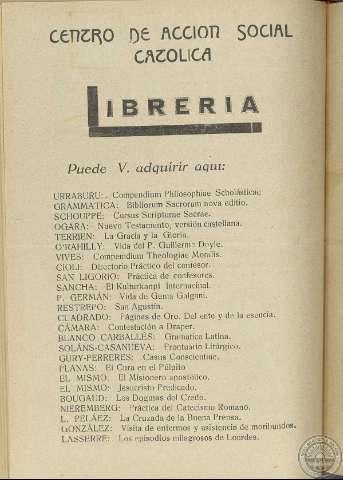 CENTRO DE ACCION SOCIAL
CATOLICA
LIBRERIA
Puede V. adquirir aqui:
URRABURU: . Compendium Philosophiae Scholisticae.
GRAMMATICA: Bibliorum Sacrorum nova editio.
SCHOUPPE: Cursus Scripturae Sacrae.
OGARA: Nuevo Testamento, versión castellana.
TERRIEN: La Gracia y la Gloria.
O'RAHILLY: Vida del P. Guillermo Doyle.
VIVES: Compendium Theologiae Moralis.
CIOLI: Directorio Práctico del confesor.
SAN LIGORIO: Práctica de confesores.
SANCHA: El Kulturkanpf Internacinal.
P. GERMÁN: Vida de Gema Galgani.
RESTREPO: San Agustín.
CUADRADO: Páginas de Oro. Del ente y de la esencia.
CÁMARA: Contestación a Draper.
BLANCO CARBALLÉS: Gramatica Latina.
SOLÁNS-CASANUEVA: Prontuario Litúrgico.
GURY-FERRERES: Casus Conscientiae.
PLANAS: El Cura en el Púlpito
EL MISMO: El Misionero apostólico.
EL MISMO: Jesucristo Predicado.
BOUGAUD: Los Dogmas del Credo.
NIEREMBERG: Práctica del Catecismo Romano.
L. PELÁEZ: La Cruzada de la Buena Prensa.
GONZÁLEZ: Visita de enfermos y asistencia de moribundos.
LASSERRE: Los episodios milagrosos de Lourdes.